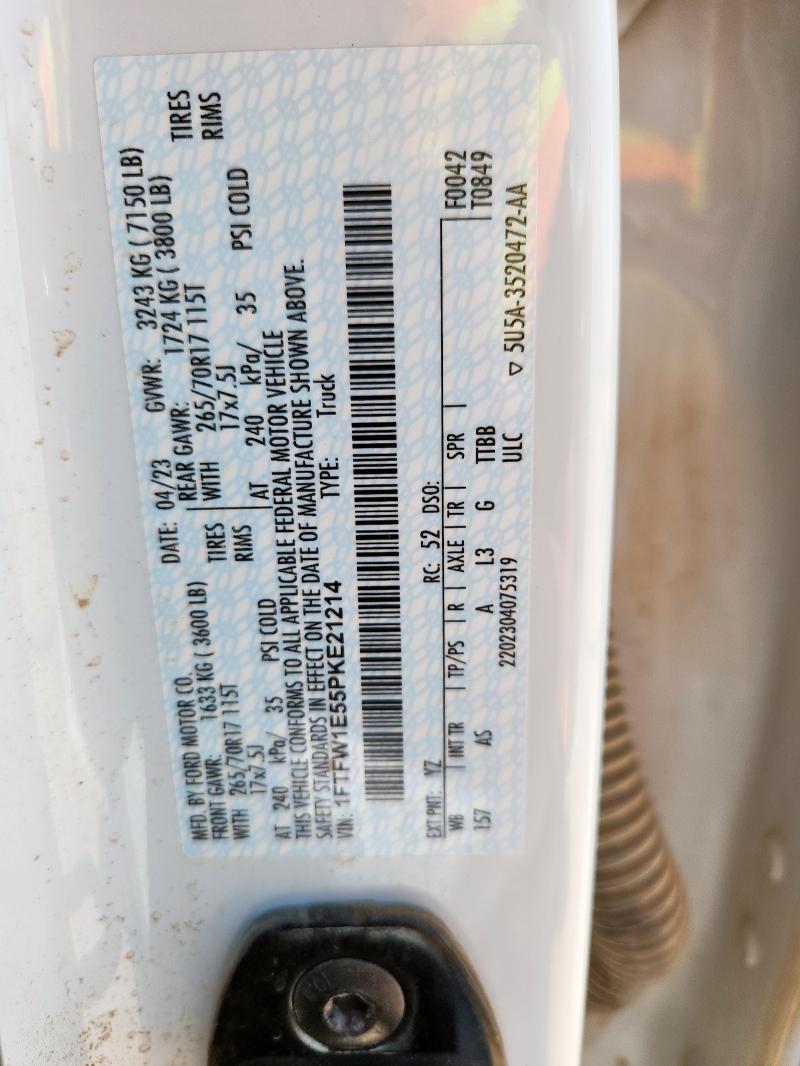 MFD. BY FORD MOTOR CO.
DATE: 04/23 GVWR: 3243 KG ( 7150 LB)
FRONT GAWR: 1633 KG ( 3600 LB) REAR GAWR: 1724 KG ( 3800 LB)
WITH 265/70R17 115T TIRES WITH 265/70R17 115T TIRES
17x7.5J RIMS 17x7.5J RIMS
AT 240 kPa/ 35 PSI COLD AT 240 kPa/ 35 PSI COLD
THIS VEHICLE CONFORMS TO ALL APPLICABLE FEDERAL MOTOR VEHICLE
SAFETY STANDARDS IN EFFECT ON THE DATE OF MANUFACTURE SHOWN ABOVE.
VIN: 1FTFW1E55PKE21214 TYPE: Truck
EXT PNT: YZ RC: 52 DSO: F0042
WB INT TR TP/PS R AXLE TR SPR T0849
157 AS A L3 G TTBB
2202304075319 ULC
▽ 5U5A-3520472-AA